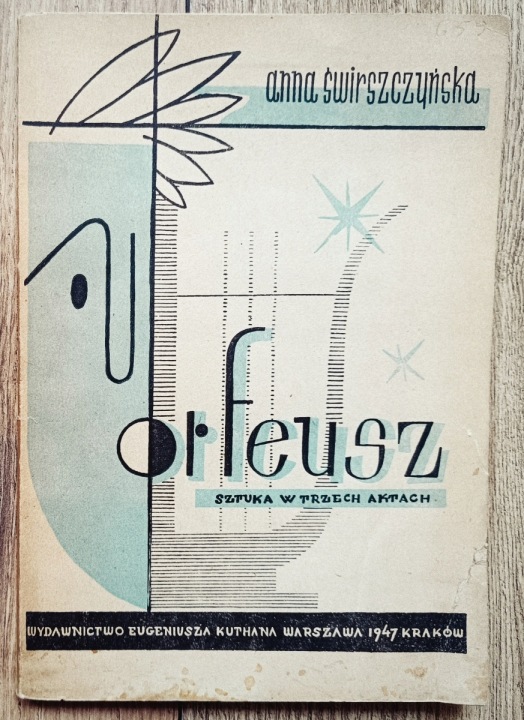 anna świrszczyńska
orfeusz
SZTUKA W TRZECH AKTACH
WYDAWNICTWO EUGENIUSZA KUTHANA WARSZAWA 1947 KRAKÓW